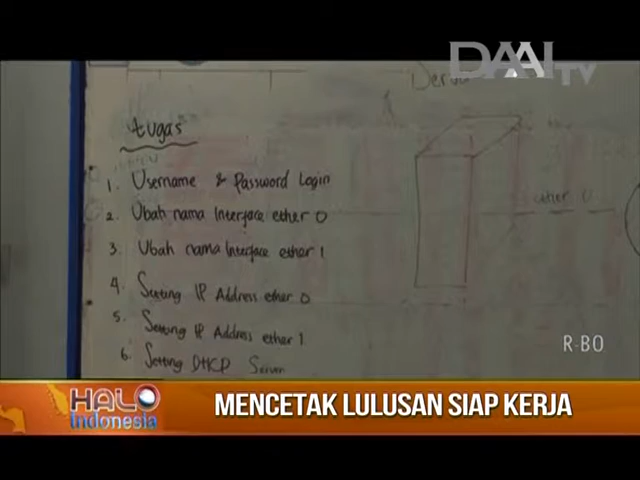 DAAI TV
tugas
1. Username & Password Login
2. Ubah nama Interface ether 0
3. Ubah nama Interface ether 1
4. Setting IP Address ether 0
5. Setting IP Address ether 1
6. Setting DHCP Server
ether 0
R-BO
HALO Indonesia
MENCETAK LULUSAN SIAP KERJA